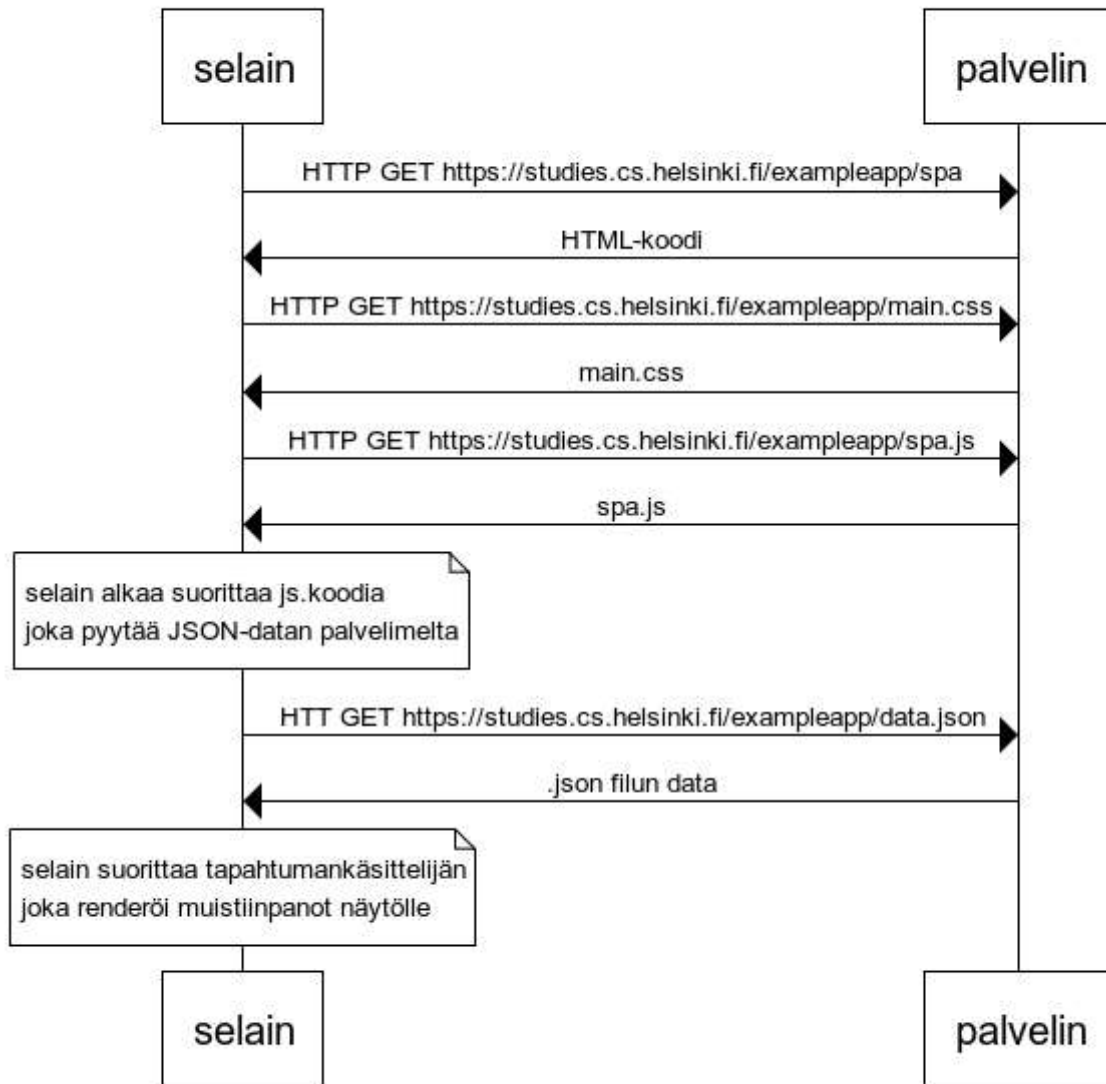 selain
palvelin
HTTP GET https://studies.cs.helsinki.fi/exampleapp/spa
HTML-koodi
HTTP GET https://studies.cs.helsinki.fi/exampleapp/main.css
main.css
HTTP GET https://studies.cs.helsinki.fi/exampleapp/spa.js
spa.js
selain alkaa suorittaa js.koodia
joka pyytää JSON-datan palvelimelta
HTT GET https://studies.cs.helsinki.fi/exampleapp/data.json
.json filun data
selain suorittaa tapahtumankäsittelijän
joka renderöi muistiinpanot näytölle
selain
palvelin